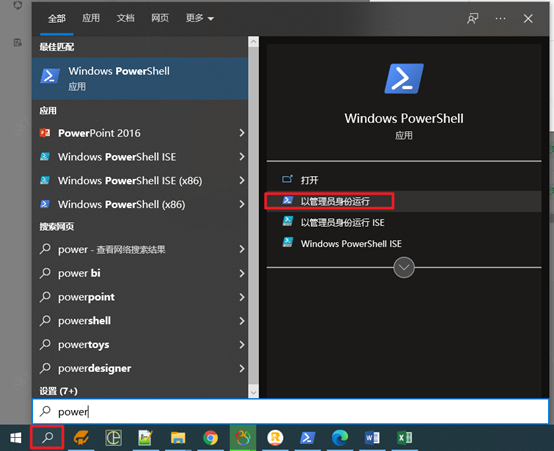 全部 应用 文档 网页 更多
最佳匹配
Windows PowerShell
应用
应用
PowerPoint 2016
Windows PowerShell ISE
Windows PowerShell ISE (x86)
Windows PowerShell (x86)
搜索网页
power - 查看网络搜索结果
power bi
powerpoint
powershell
powertoys
powerdesigner
设置 (7+)
Windows PowerShell
应用
打开
以管理员身份运行
以管理员身份运行 ISE
Windows PowerShell ISE
power